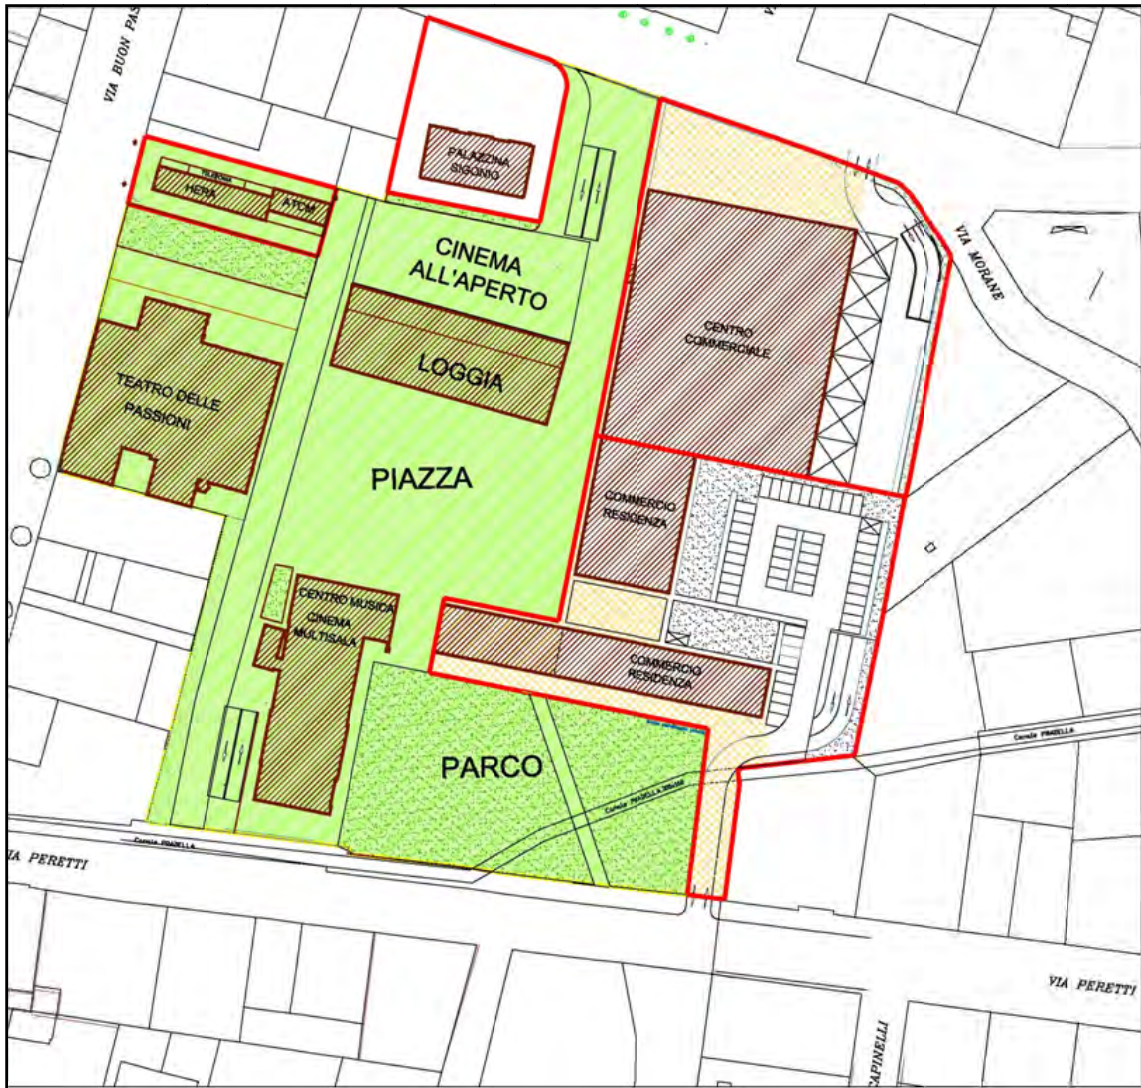 VIA BUON PAS
PALAZZINA
SIGONIO
HERA
ATCM
CINEMA
ALL'APERTO
VIA MORANE
CENTRO
COMMERCIALE
LOGGIA
TEATRO DELLE
PASSIONI
PIAZZA
COMMERCIO
RESIDENZA
CENTRO MUSICA
CINEMA
MULTISALA
COMMERCIO
RESIDENZA
Canale PRADELLA
PARCO
Canale PRADELLA
IA PERETTI
VIA PERETTI
CAPINELLI